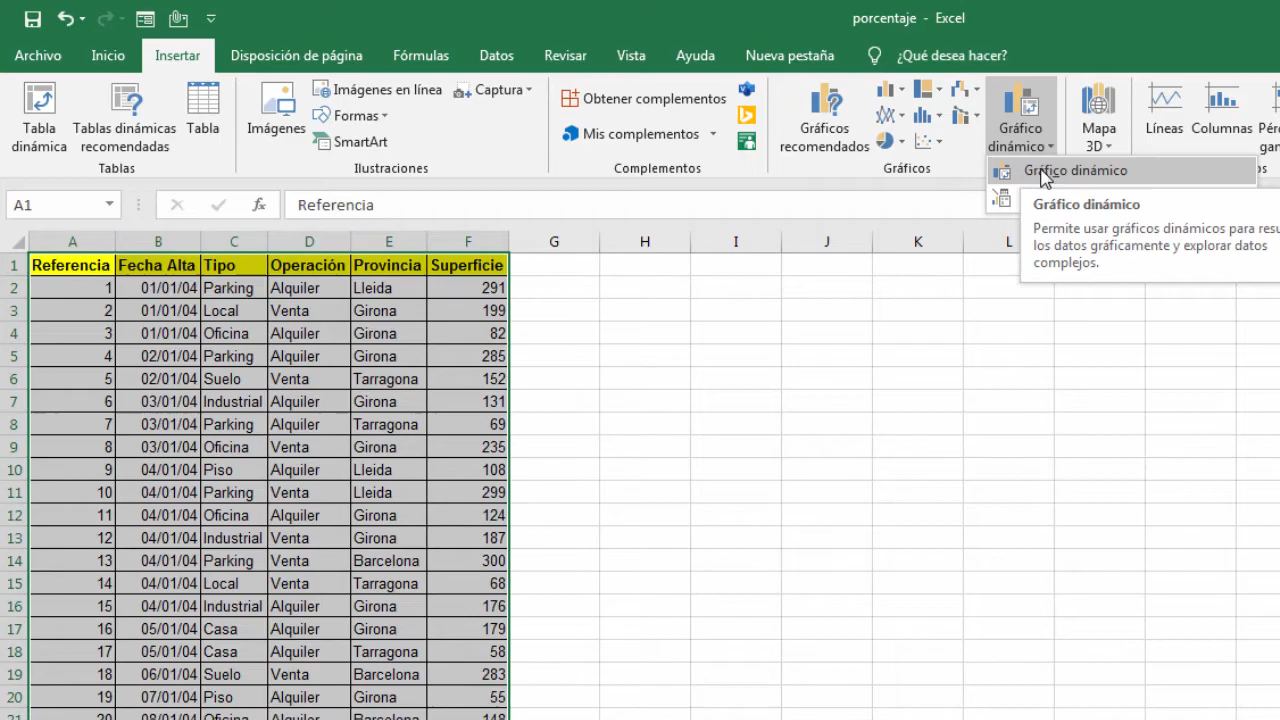 porcentaje - Excel
Archivo Inicio Insertar Disposición de página Fórmulas Datos Revisar Vista Ayuda Nueva pestaña ¿Qué desea hacer?
Tabla dinámica
Tablas dinámicas recomendadas
Tabla
Tablas
Imágenes
Imágenes en línea
Formas
SmartArt
Captura
Ilustraciones
Obtener complementos
Mis complementos
Complementos
Gráficos recomendados
Gráficos
Gráfico dinámico
Mapa 3D
Líneas
Columnas
Gráfico dinámico
Gráfico dinámico
Permite usar gráficos dinámicos para resu
los datos gráficamente y explorar datos
complejos.
A1 fx Referencia
A B C D E F G H I J K L
1 Referencia Fecha Alta Tipo Operación Provincia Superficie
2 1 01/01/04 Parking Alquiler Lleida 291
3 2 01/01/04 Local Venta Girona 199
4 3 01/01/04 Oficina Alquiler Girona 82
5 4 02/01/04 Parking Alquiler Girona 285
6 5 02/01/04 Suelo Venta Tarragona 152
7 6 03/01/04 Industrial Alquiler Girona 131
8 7 03/01/04 Parking Alquiler Tarragona 69
9 8 03/01/04 Oficina Venta Girona 235
10 9 04/01/04 Piso Alquiler Lleida 108
11 10 04/01/04 Parking Venta Lleida 299
12 11 04/01/04 Oficina Alquiler Girona 124
13 12 04/01/04 Industrial Venta Girona 187
14 13 04/01/04 Parking Venta Barcelona 300
15 14 04/01/04 Local Venta Tarragona 68
16 15 04/01/04 Industrial Alquiler Girona 176
17 16 05/01/04 Casa Alquiler Girona 179
18 17 05/01/04 Casa Alquiler Tarragona 58
19 18 06/01/04 Suelo Venta Barcelona 283
20 19 07/01/04 Piso Alquiler Girona 55
21 20 08/01/04 Oficina Alquiler Barcelona 148